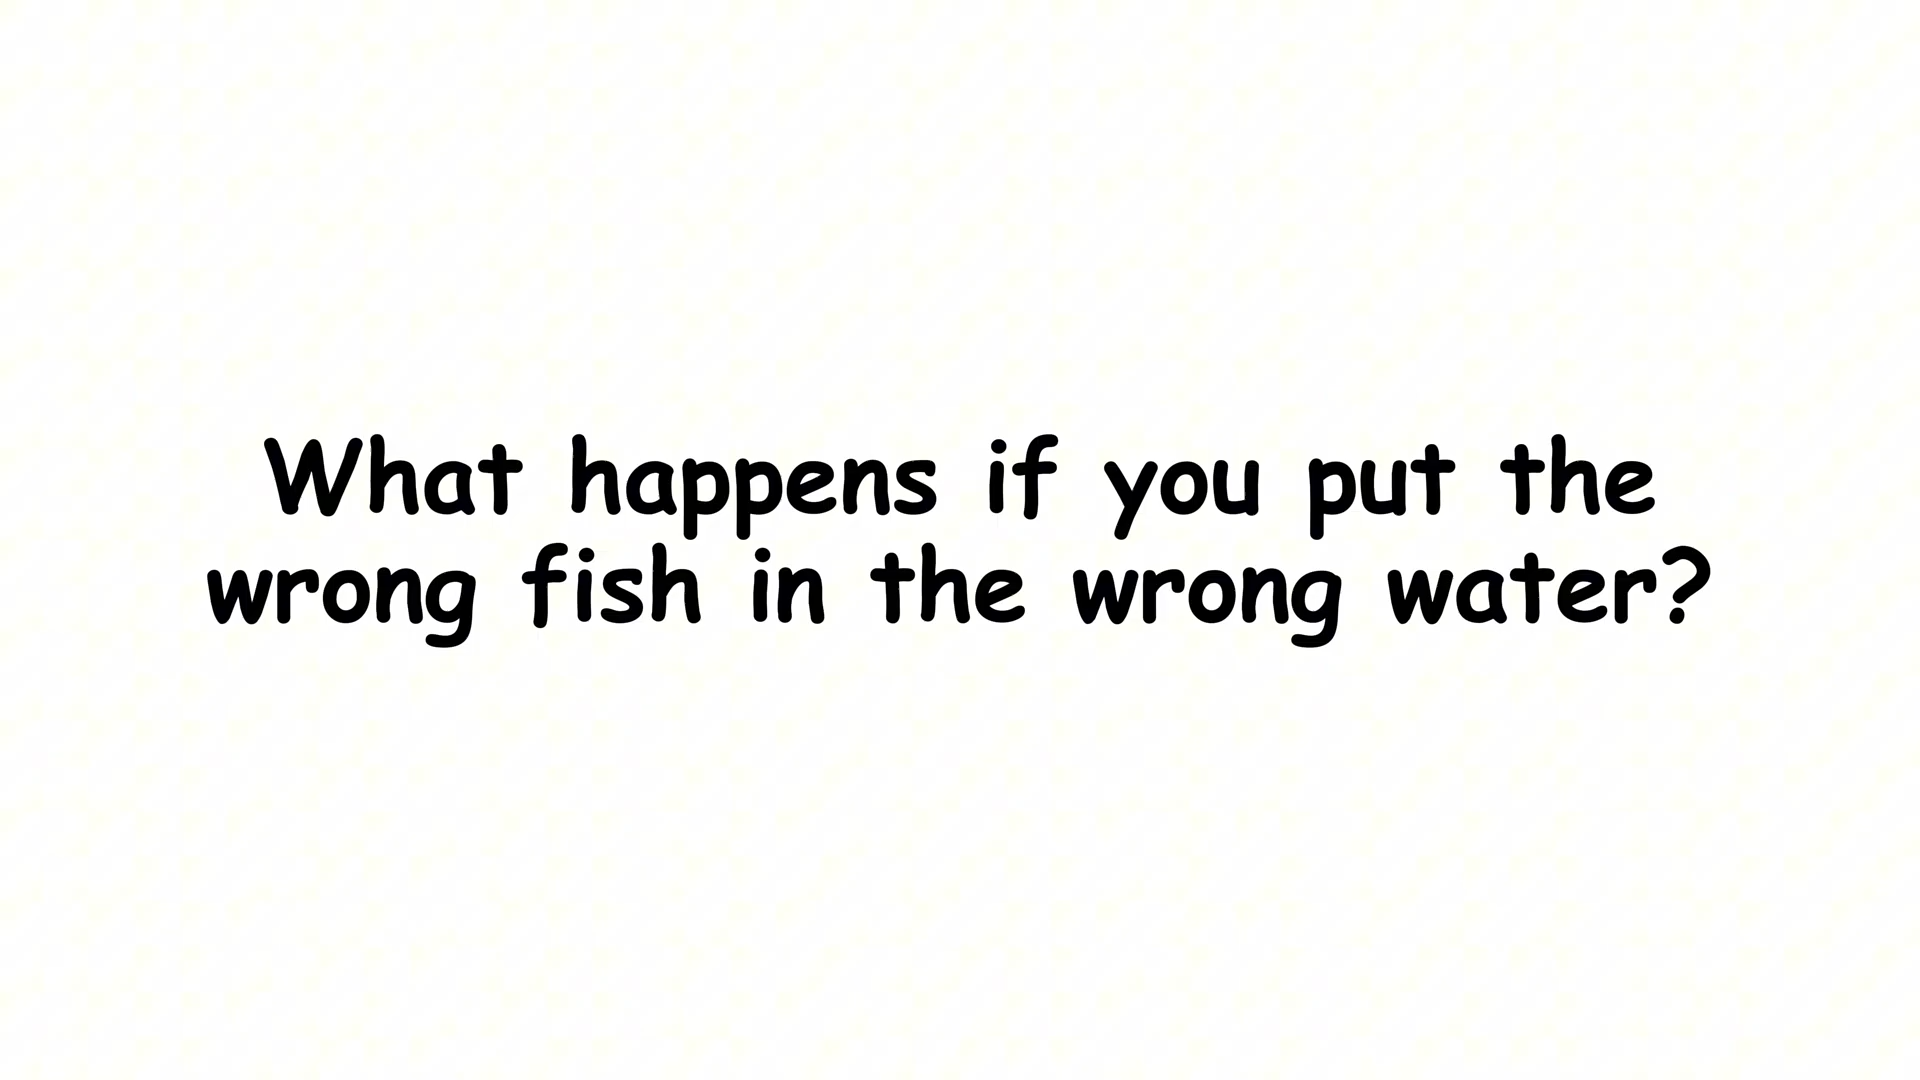 What happens if you put the
wrong fish in the wrong water?